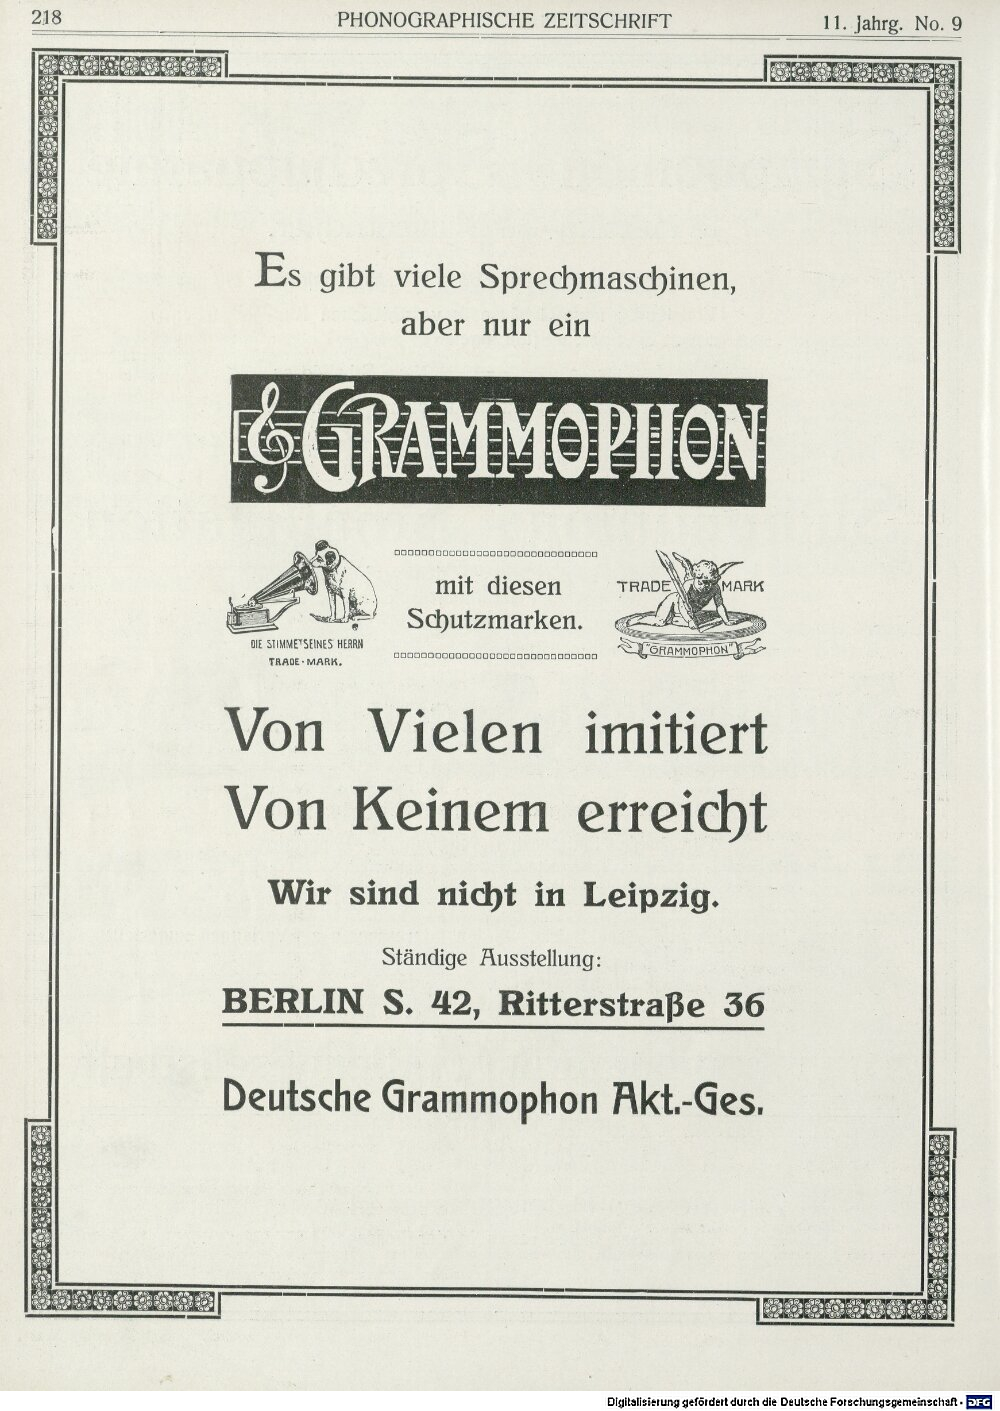 218 PHONOGRAPHISCHE ZEITSCHRIFT 11. Jahrg. No. 9
Es gibt viele Sprechmaschinen,
aber nur ein
GRAMMOPHON
mit diesen
Schutzmarken.
DIE STIMME SEINES HERRN
TRADE-MARK.
TRADE MARK
"GRAMMOPHON"
Von Vielen imitiert
Von Keinem erreicht
Wir sind nicht in Leipzig.
Ständige Ausstellung:
BERLIN S. 42, Ritterstraße 36
Deutsche Grammophon Akt.-Ges.
Digitalisierung gefördert durch die Deutsche Forschungsgemeinschaft - DFG